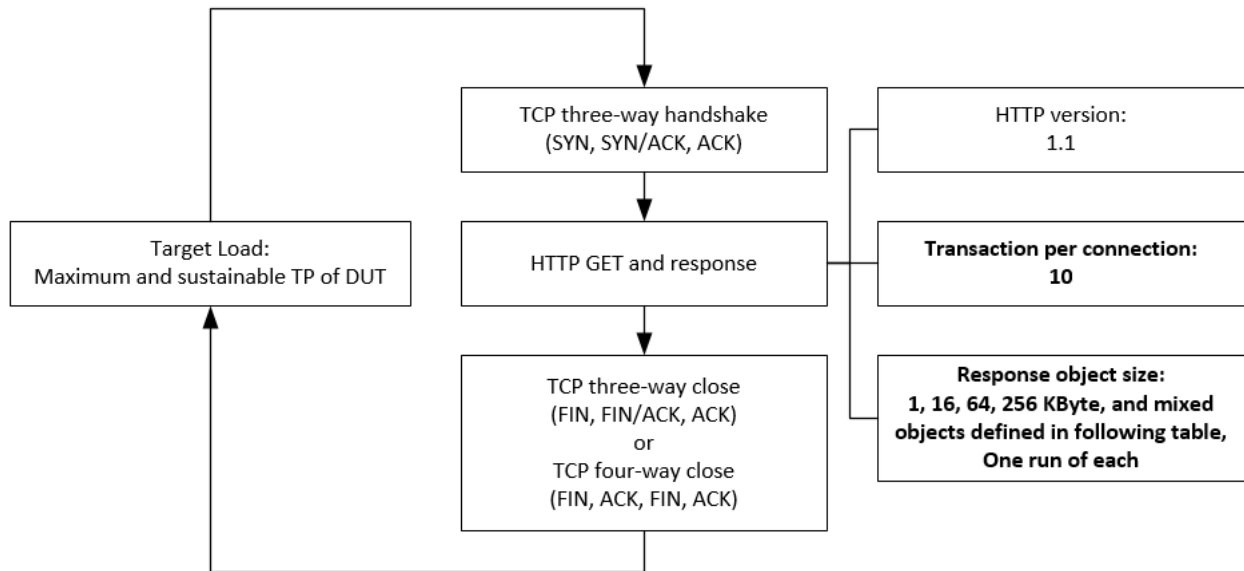 TCP three-way handshake
(SYN, SYN/ACK, ACK)
HTTP version:
1.1
Target Load:
Maximum and sustainable TP of DUT
HTTP GET and response
Transaction per connection:
10
TCP three-way close
(FIN, FIN/ACK, ACK)
or
TCP four-way close
(FIN, ACK, FIN, ACK)
Response object size:
1, 16, 64, 256 KByte, and mixed
objects defined in following table,
One run of each